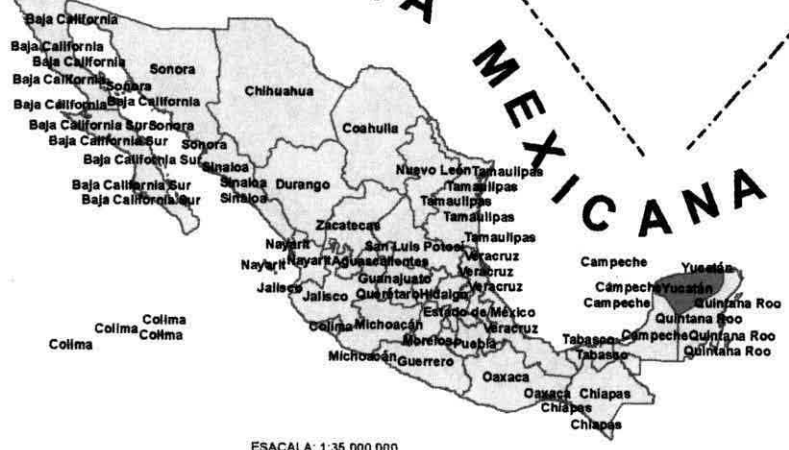 A MEXICANA
Baja California
Baja California
Baja California
Baja California
Baja California
Baja California
Baja California Sur
Baja California Sur
Baja California Sur
Baja California Sur
Baja California Sur
Sonora
Sonora
Sonora
Sonora
Chihuahua
Coahuila
Nuevo León
Tamaulipas
Tamaulipas
Tamaulipas
Tamaulipas
Tamaulipas
Sinaloa
Sinaloa
Sinaloa
Durango
Zacatecas
San Luis Potosí
Nayarit
Nayarit
Nayarit
Aguascalientes
Veracruz
Veracruz
Veracruz
Veracruz
Jalisco
Jalisco
Guanajuato
Querétaro
Hidalgo
Estado de México
Colima
Colima
Colima
Colima
Colima
Michoacán
Michoacán
Morelos
Puebla
Guerrero
Oaxaca
Oaxaca
Chiapas
Chiapas
Chiapas
Tabasco
Tabasco
Campeche
Campeche
Campeche
Campeche
Yucatán
Yucatán
Quintana Roo
Quintana Roo
Quintana Roo
Quintana Roo
ESACALA: 1:35,000,000